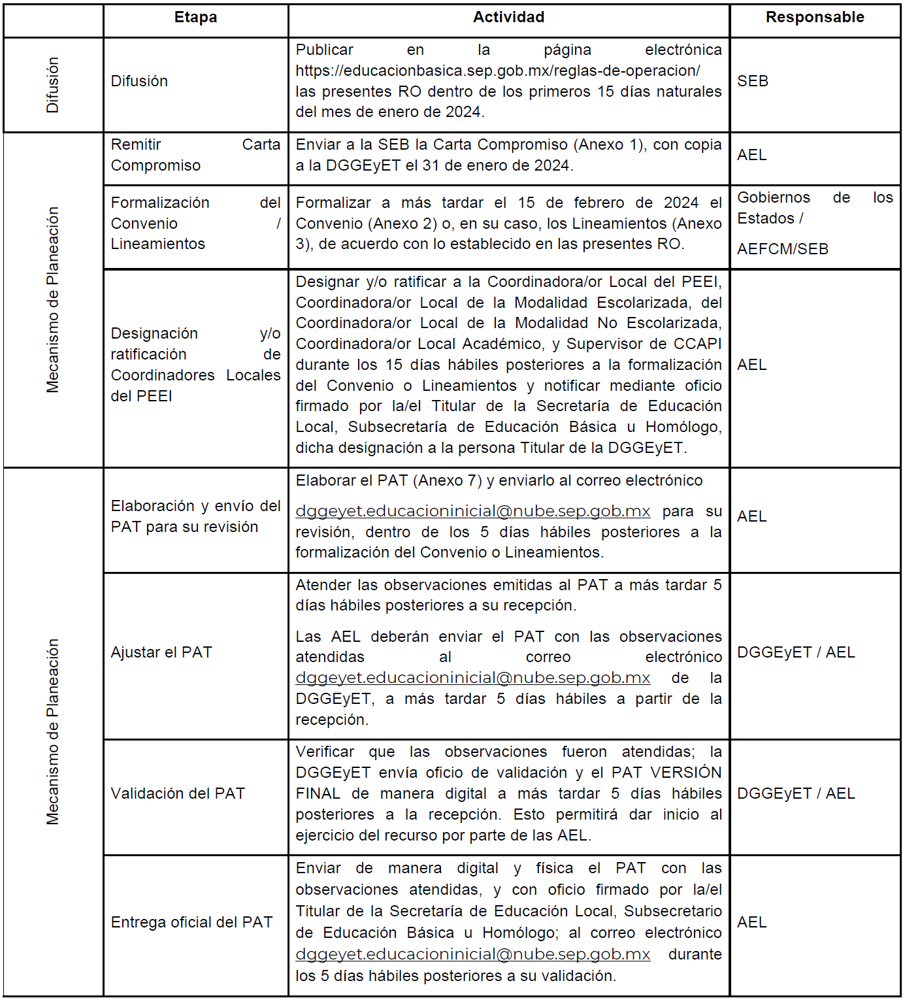 Etapa
Actividad
Responsable
Difusión
Difusión
Publicar en la página electrónica
https://educacionbasica.sep.gob.mx/reglas-de-operacion/
las presentes RO dentro de los primeros 15 días naturales
del mes de enero de 2024.
SEB
Mecanismo de Planeación
Remitir Carta
Compromiso
Enviar a la SEB la Carta Compromiso (Anexo 1), con copia
a la DGGEyET el 31 de enero de 2024.
AEL
Formalización del
Convenio /
Lineamientos
Formalizar a más tardar el 15 de febrero de 2024 el
Convenio (Anexo 2) o, en su caso, los Lineamientos (Anexo
3), de acuerdo con lo establecido en las presentes RO.
Gobiernos de los
Estados /
AEFCM/SEB
Designación y/o
ratificación de
Coordinadores Locales
del PEEI
Designar y/o ratificar a la Coordinadora/or Local del PEEI,
Coordinadora/or Local de la Modalidad Escolarizada, del
Coordinadora/or Local de la Modalidad No Escolarizada,
Coordinadora/or Local Académico, y Supervisor de CCAPI
durante los 15 días hábiles posteriores a la formalización
del Convenio o Lineamientos y notificar mediante oficio
firmado por la/el Titular de la Secretaría de Educación
Local, Subsecretaría de Educación Básica u Homólogo,
dicha designación a la persona Titular de la DGGEyET.
AEL
Mecanismo de Planeación
Elaboración y envío del
PAT para su revisión
Elaborar el PAT (Anexo 7) y enviarlo al correo electrónico
dggeyet.educacioninicial@nube.sep.gob.mx para su
revisión, dentro de los 5 días hábiles posteriores a la
formalización del Convenio o Lineamientos.
AEL
Ajustar el PAT
Atender las observaciones emitidas al PAT a más tardar 5
días hábiles posteriores a su recepción.
Las AEL deberán enviar el PAT con las observaciones
atendidas al correo electrónico
dggeyet.educacioninicial@nube.sep.gob.mx de la
DGGEyET, a más tardar 5 días hábiles a partir de la
recepción.
DGGEyET / AEL
Validación del PAT
Verificar que las observaciones fueron atendidas; la
DGGEyET envía oficio de validación y el PAT VERSIÓN
FINAL de manera digital a más tardar 5 días hábiles
posteriores a la recepción. Esto permitirá dar inicio al
ejercicio del recurso por parte de las AEL.
DGGEyET / AEL
Entrega oficial del PAT
Enviar de manera digital y física el PAT con las
observaciones atendidas, y con oficio firmado por la/el
Titular de la Secretaría de Educación Local, Subsecretario
de Educación Básica u Homólogo; al correo electrónico
dggeyet.educacioninicial@nube.sep.gob.mx durante
los 5 días hábiles posteriores a su validación.
AEL